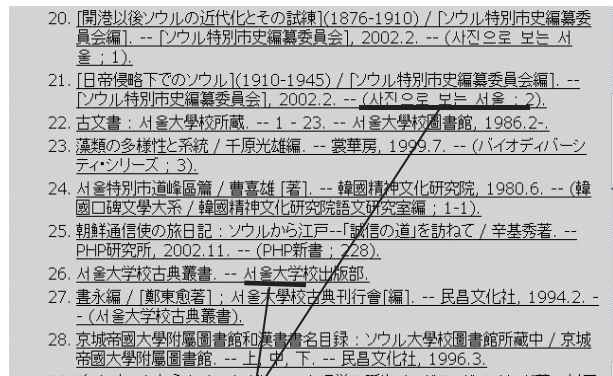 20. [開港以後ソウルの近代化とその試練](1876-1910) / [ソウル特別市史編纂委
員会編]. -- [ソウル特別市史編纂委員会], 2002.2. -- (사진으로 보는 서
울 ; 1).
21. [日帝侵略下でのソウル](1910-1945) / [ソウル特別市史編纂委員会編]. --
[ソウル特別市史編纂委員会], 2002.2. -- (사진으로 보는 서울 ; 2).
22. 古文書 : 서울大學校所蔵. -- 1 - 23. -- 서울大學校圖書館, 1986.2-.
23. 藻類の多様性と系統 / 千原光雄編. -- 裳華房, 1999.7. -- (バイオディバーシ
ティ・シリーズ ; 3).
24. 서울特別市道峰區篇 / 曺喜雄 [著]. -- 韓國精神文化研究院, 1980.6. -- (韓
國口碑文學大系 / 韓國精神文化研究院語文研究室編 ; 1-1).
25. 朝鮮通信使の旅日記 : ソウルから江戸--「誠信の道」を訪ねて / 辛基秀著. --
PHP研究所, 2002.11. -- (PHP新書 ; 228).
26. 서울大学校古典叢書. -- 서울大学校出版部.
27. 晝永編 / [鄭東愈著] ; 서울大學校古典刊行會[編]. -- 民昌文化社, 1994.2. -
- (서울大学校古典叢書).
28. 京城帝國大學附屬圖書館和漢書書名目録 : ソウル大學校圖書館所蔵中 / 京城
帝國大學附屬圖書館. -- 上, 中, 下. -- 民昌文化社, 1996.3.